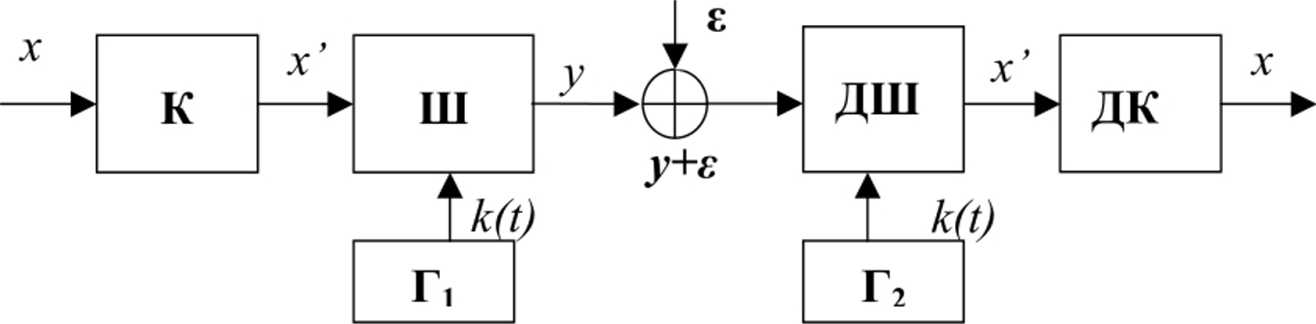 x К x’ Ш y ε ДШ x’ ДК x
y+ε
k(t) k(t)
Г₁ Г₂